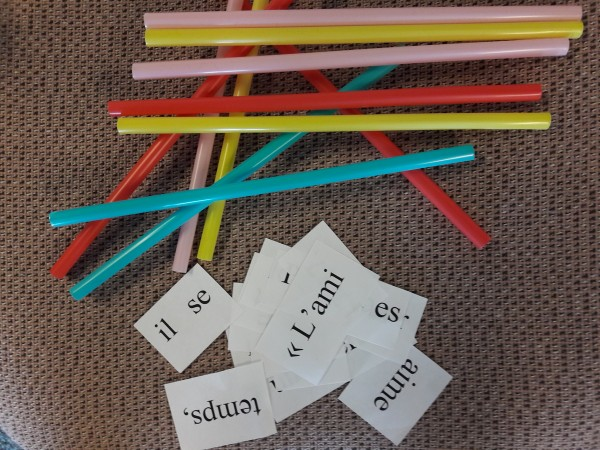 il se
« L’ami
es
aime
temps,